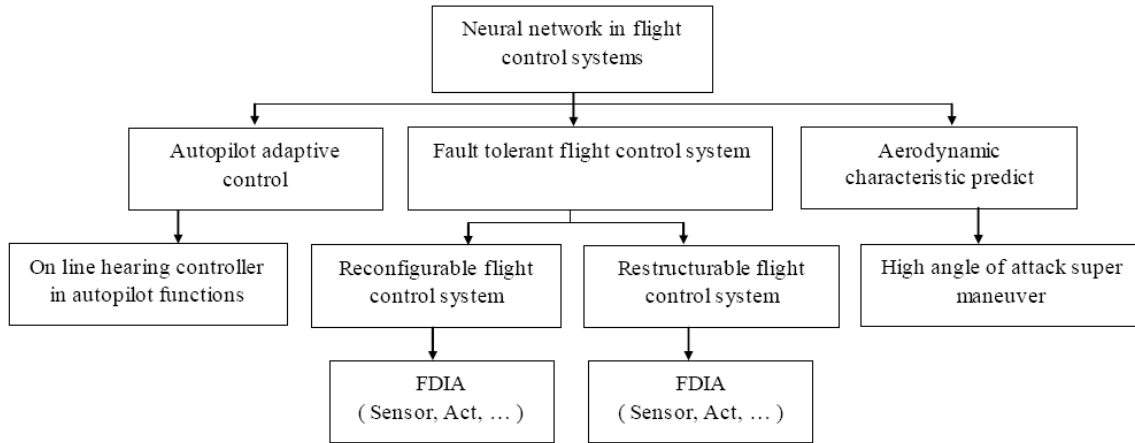 Neural network in flight
control systems
Autopilot adaptive
control
Fault tolerant flight control system
Aerodynamic
characteristic predict
On line hearing controller
in autopilot functions
Reconfigurable flight
control system
Restructurable flight
control system
High angle of attack super
maneuver
FDIA
( Sensor, Act, … )
FDIA
( Sensor, Act, … )